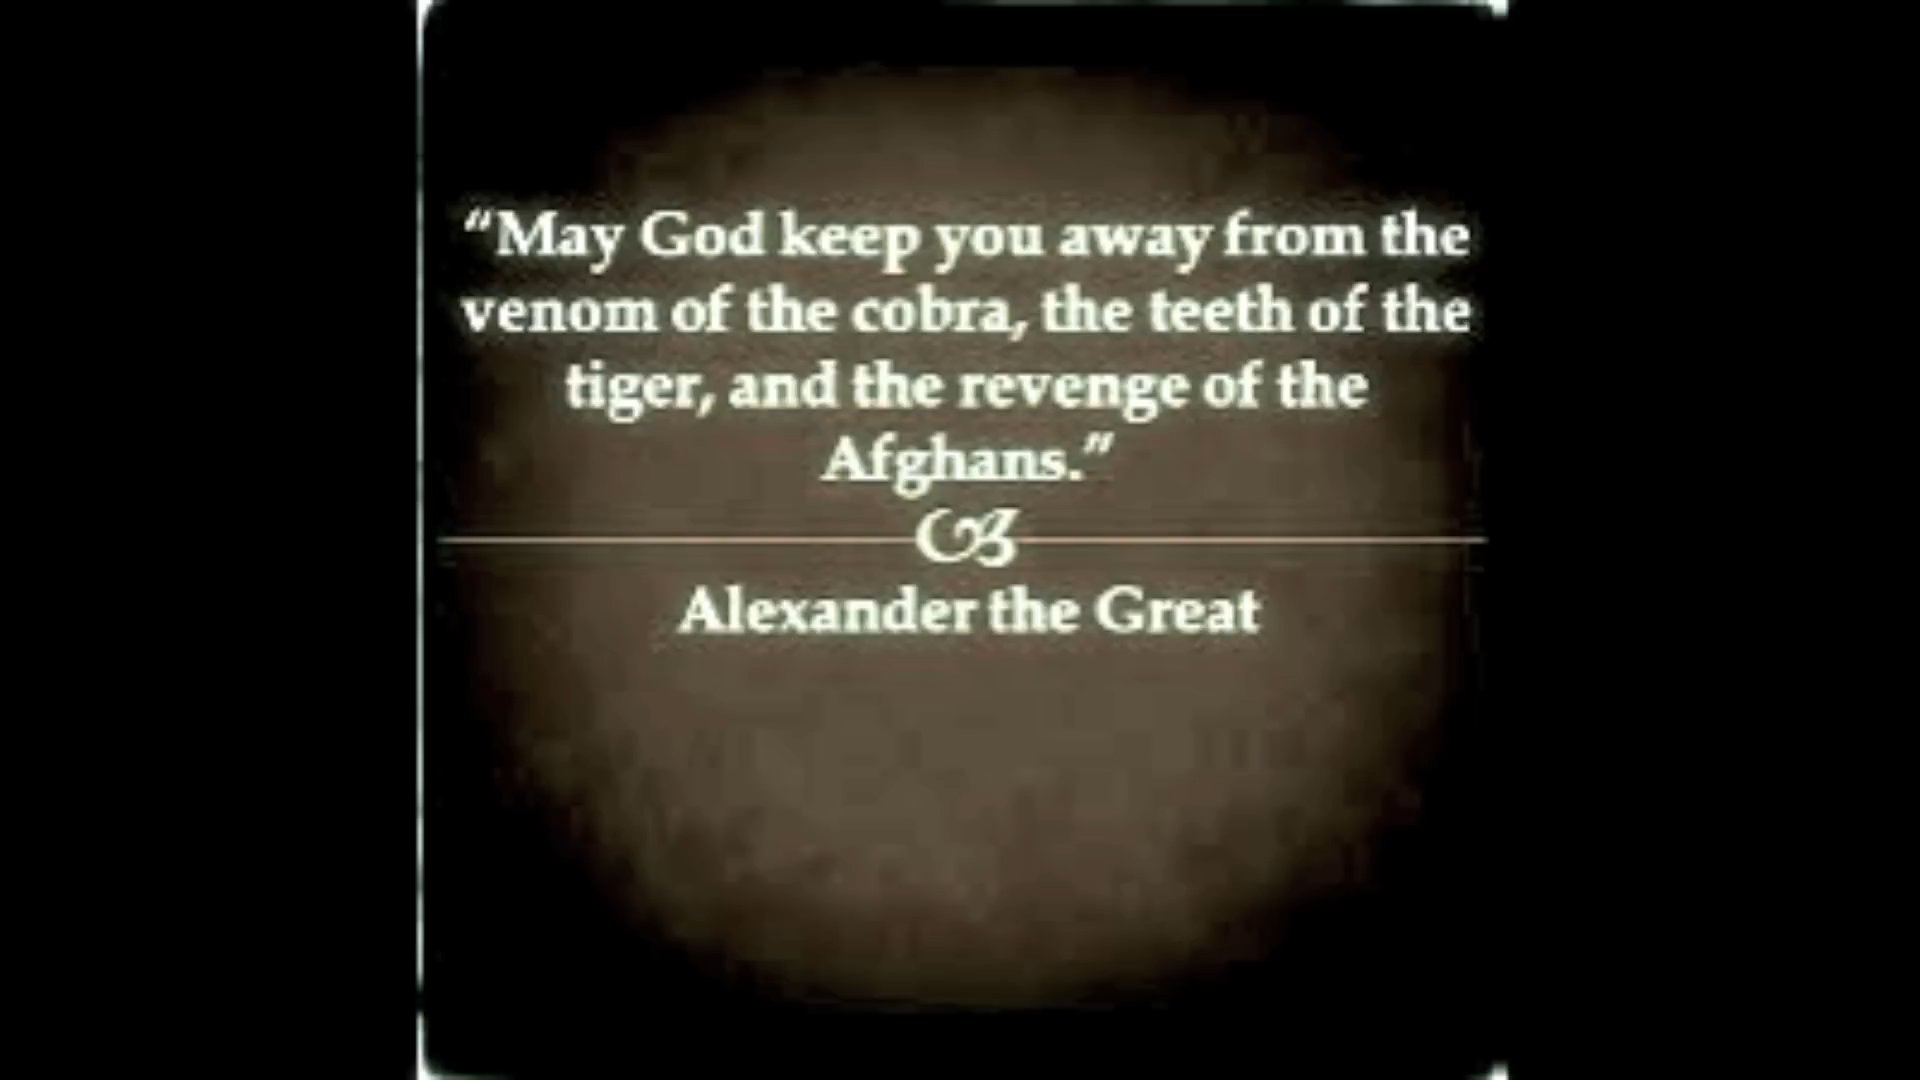 “May God keep you away from the
venom of the cobra, the teeth of the
tiger, and the revenge of the
Afghans.”
Alexander the Great